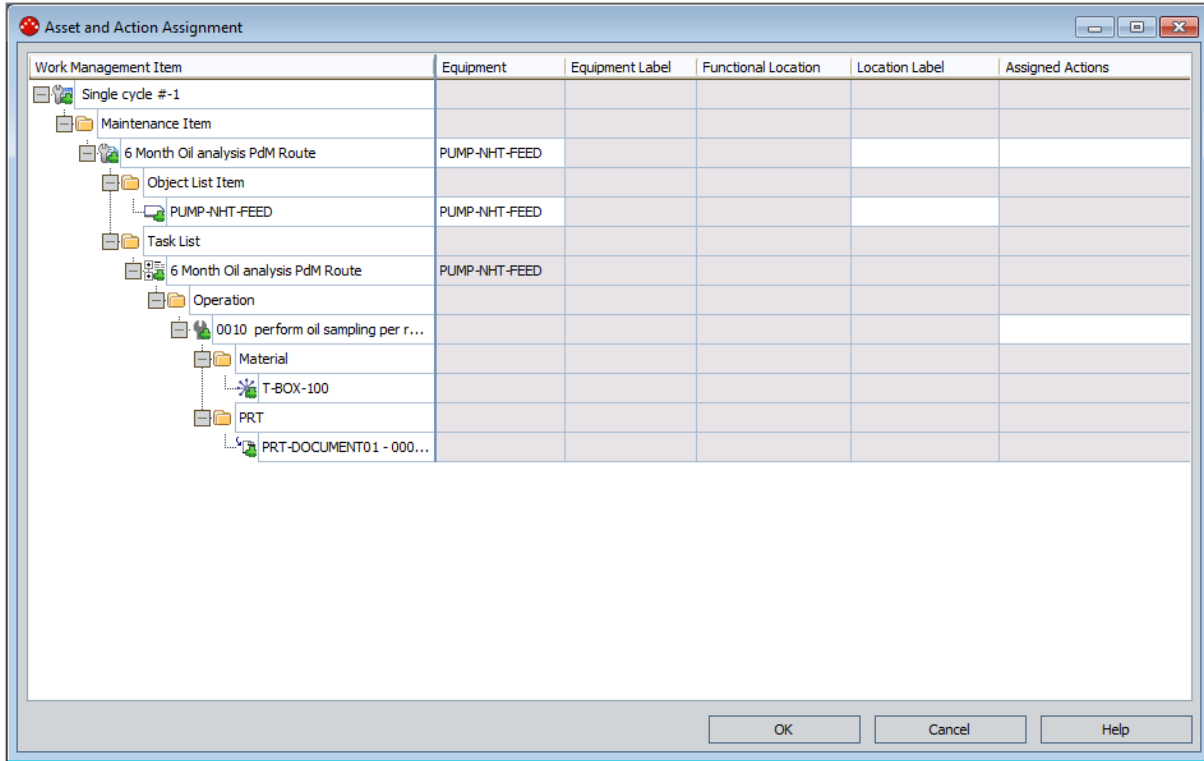 Asset and Action Assignment
Work Management Item Equipment Equipment Label Functional Location Location Label Assigned Actions
Single cycle #-1
Maintenance Item
6 Month Oil analysis PdM Route PUMP-NHT-FEED
Object List Item
PUMP-NHT-FEED PUMP-NHT-FEED
Task List
6 Month Oil analysis PdM Route PUMP-NHT-FEED
Operation
0010 perform oil sampling per r...
Material
T-BOX-100
PRT
PRT-DOCUMENT01 - 000...
OK Cancel Help